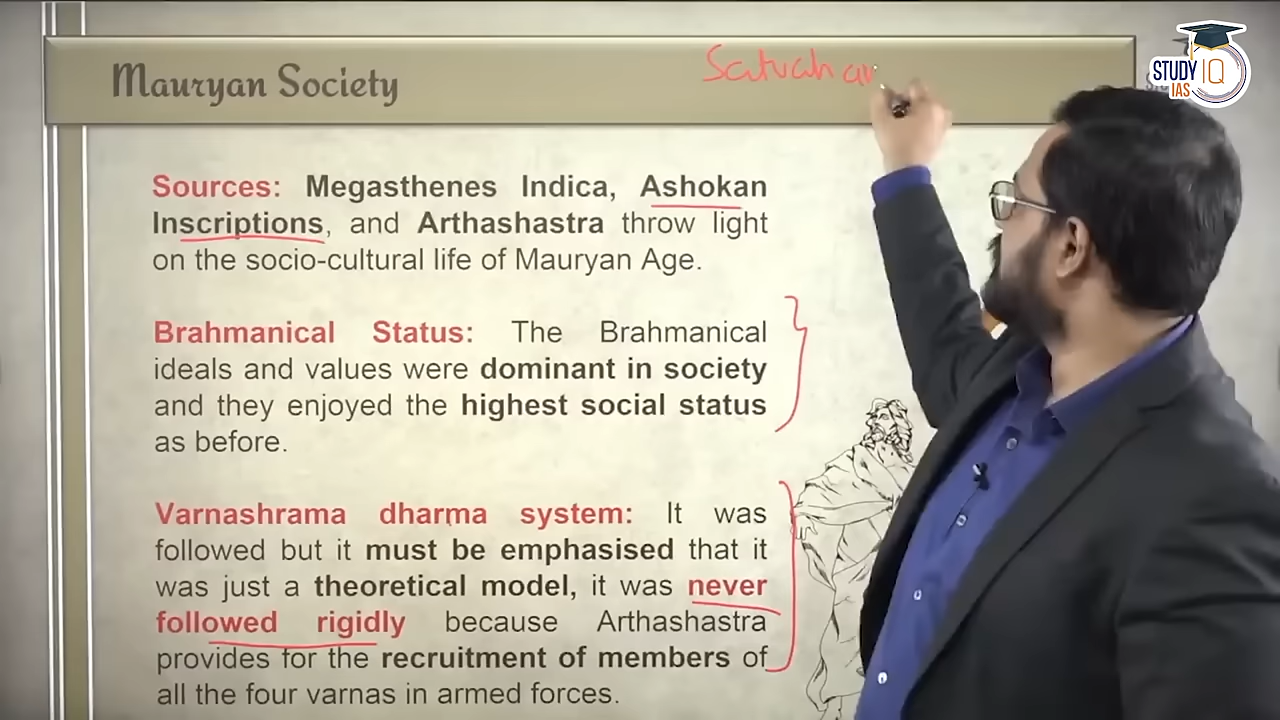 Mauryan Society
Satvahan
STUDY IQ
IAS
Sources: Megasthenes Indica, Ashokan
Inscriptions, and Arthashastra throw light
on the socio-cultural life of Mauryan Age.
Brahmanical Status: The Brahmanical
ideals and values were dominant in society
and they enjoyed the highest social status
as before.
Varnashrama dharma system: It was
followed but it must be emphasised that it
was just a theoretical model, it was never
followed rigidly because Arthashastra
provides for the recruitment of members of
all the four varnas in armed forces.